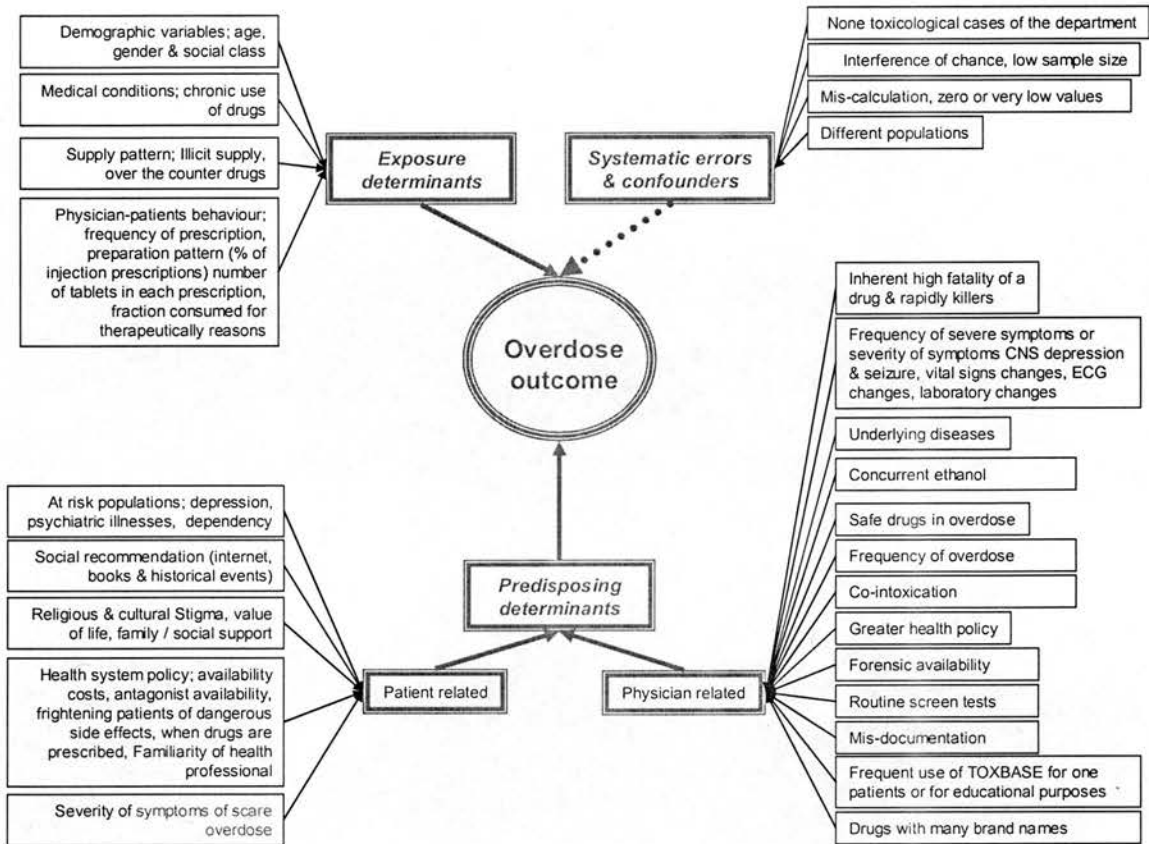 Demographic variables; age,
gender & social class
Medical conditions; chronic use
of drugs
Supply pattern; Illicit supply,
over the counter drugs
Physician-patients behaviour;
frequency of prescription,
preparation pattern (% of
injection prescriptions) number
of tablets in each prescription,
fraction consumed for
therapeutically reasons
Exposure
determinants
Systematic errors
& confounders
None toxicological cases of the department
Interference of chance, low sample size
Mis-calculation, zero or very low values
Different populations
Overdose
outcome
Inherent high fatality of a
drug & rapidly killers
Frequency of severe symptoms or
severity of symptoms CNS depression
& seizure, vital signs changes, ECG
changes, laboratory changes
Underlying diseases
Concurrent ethanol
Safe drugs in overdose
Frequency of overdose
Co-intoxication
Greater health policy
Forensic availability
Routine screen tests
Mis-documentation
Frequent use of TOXBASE for one
patients or for educational purposes
Drugs with many brand names
At risk populations; depression,
psychiatric illnesses, dependency
Social recommendation (internet,
books & historical events)
Religious & cultural Stigma, value
of life, family / social support
Health system policy; availability
costs, antagonist availability,
frightening patients of dangerous
side effects, when drugs are
prescribed, Familiarity of health
professional
Severity of symptoms of scare
overdose
Predisposing
determinants
Patient related
Physician related